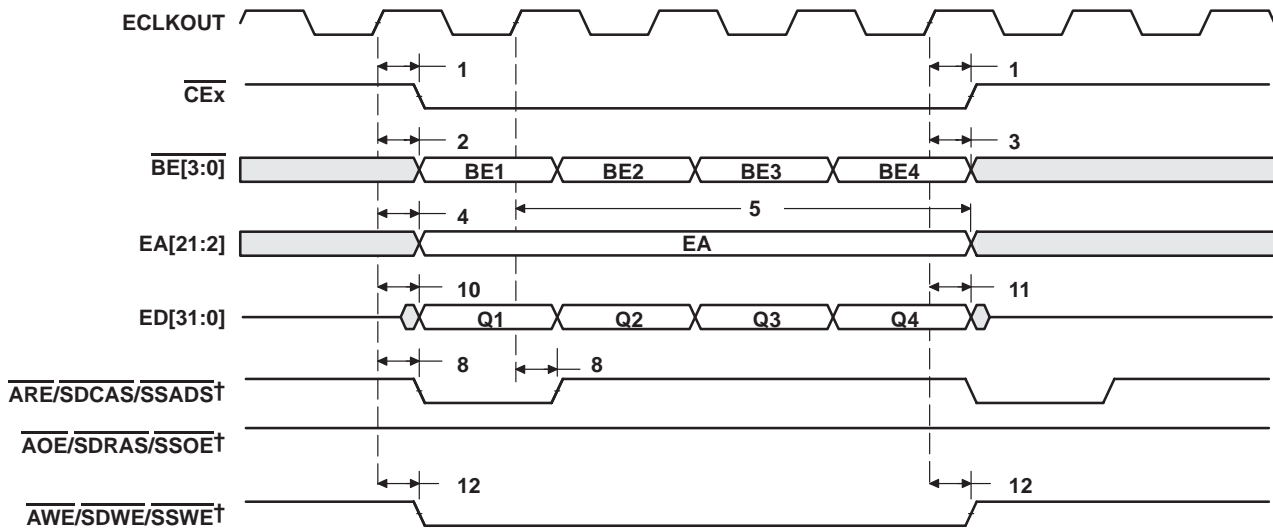 ECLKOUT
1 1
CEx
2 3
BE[3:0] BE1 BE2 BE3 BE4
5
4
EA[21:2] EA
10 11
ED[31:0] Q1 Q2 Q3 Q4
8 8
ARE/SDCAS/SSADS†
AOE/SDRAS/SSOE†
12 12
AWE/SDWE/SSWE†